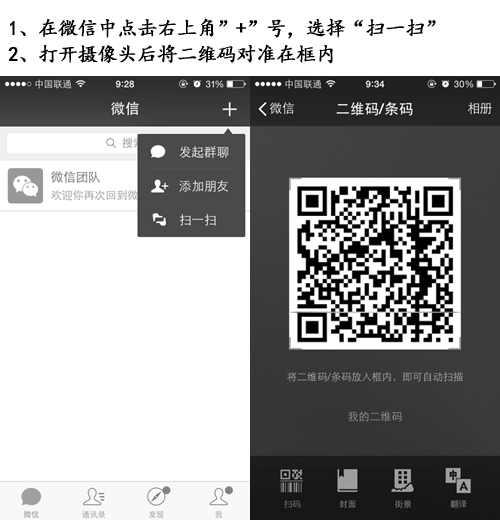 1、在微信中点击右上角”+”号，选择“扫一扫”
2、打开摄像头后将二维码对准在框内
中国联通 9:28 31%
微信 +
搜索
发起群聊
添加朋友
扫一扫
微信团队
欢迎你再次回到微
微信 通讯录 发现 我
中国联通 9:34 30%
微信 二维码/条码 相册
将二维码/条码放入框内，即可自动扫描
我的二维码
扫码 封面 街景 翻译